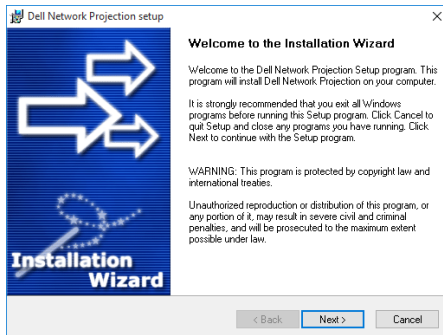 Dell Network Projection setup
Welcome to the Installation Wizard
Welcome to the Dell Network Projection Setup program. This
program will install Dell Network Projection on your computer.
It is strongly recommended that you exit all Windows
programs before running this Setup program. Click Cancel to
quit Setup and close any programs you have running. Click
Next to continue with the Setup program.
WARNING: This program is protected by copyright law and
international treaties.
Unauthorized reproduction or distribution of this program, or
any portion of it, may result in severe civil and criminal
penalties, and will be prosecuted to the maximum extent
possible under law.
Installation
Wizard
< Back
Next >
Cancel